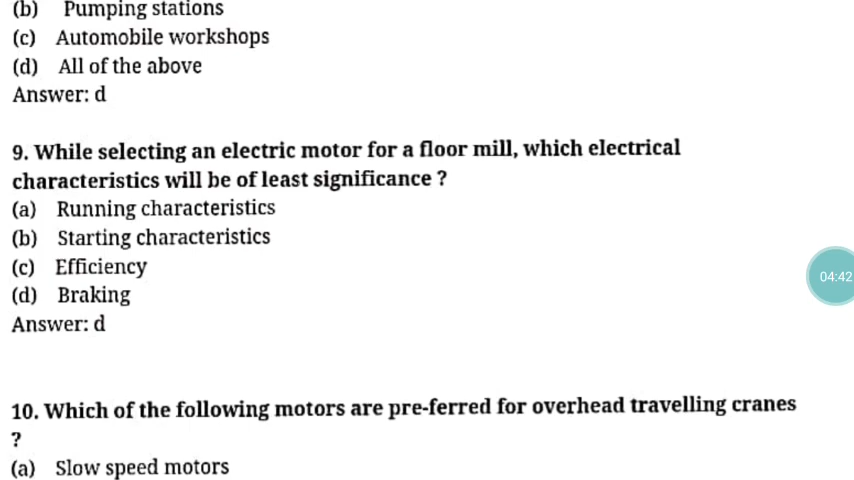 (b) Pumping stations
(c) Automobile workshops
(d) All of the above
Answer: d
9. While selecting an electric motor for a floor mill, which electrical
characteristics will be of least significance ?
(a) Running characteristics
(b) Starting characteristics
(c) Efficiency
(d) Braking
Answer: d
04:42
10. Which of the following motors are pre-ferred for overhead travelling cranes
?
(a) Slow speed motors